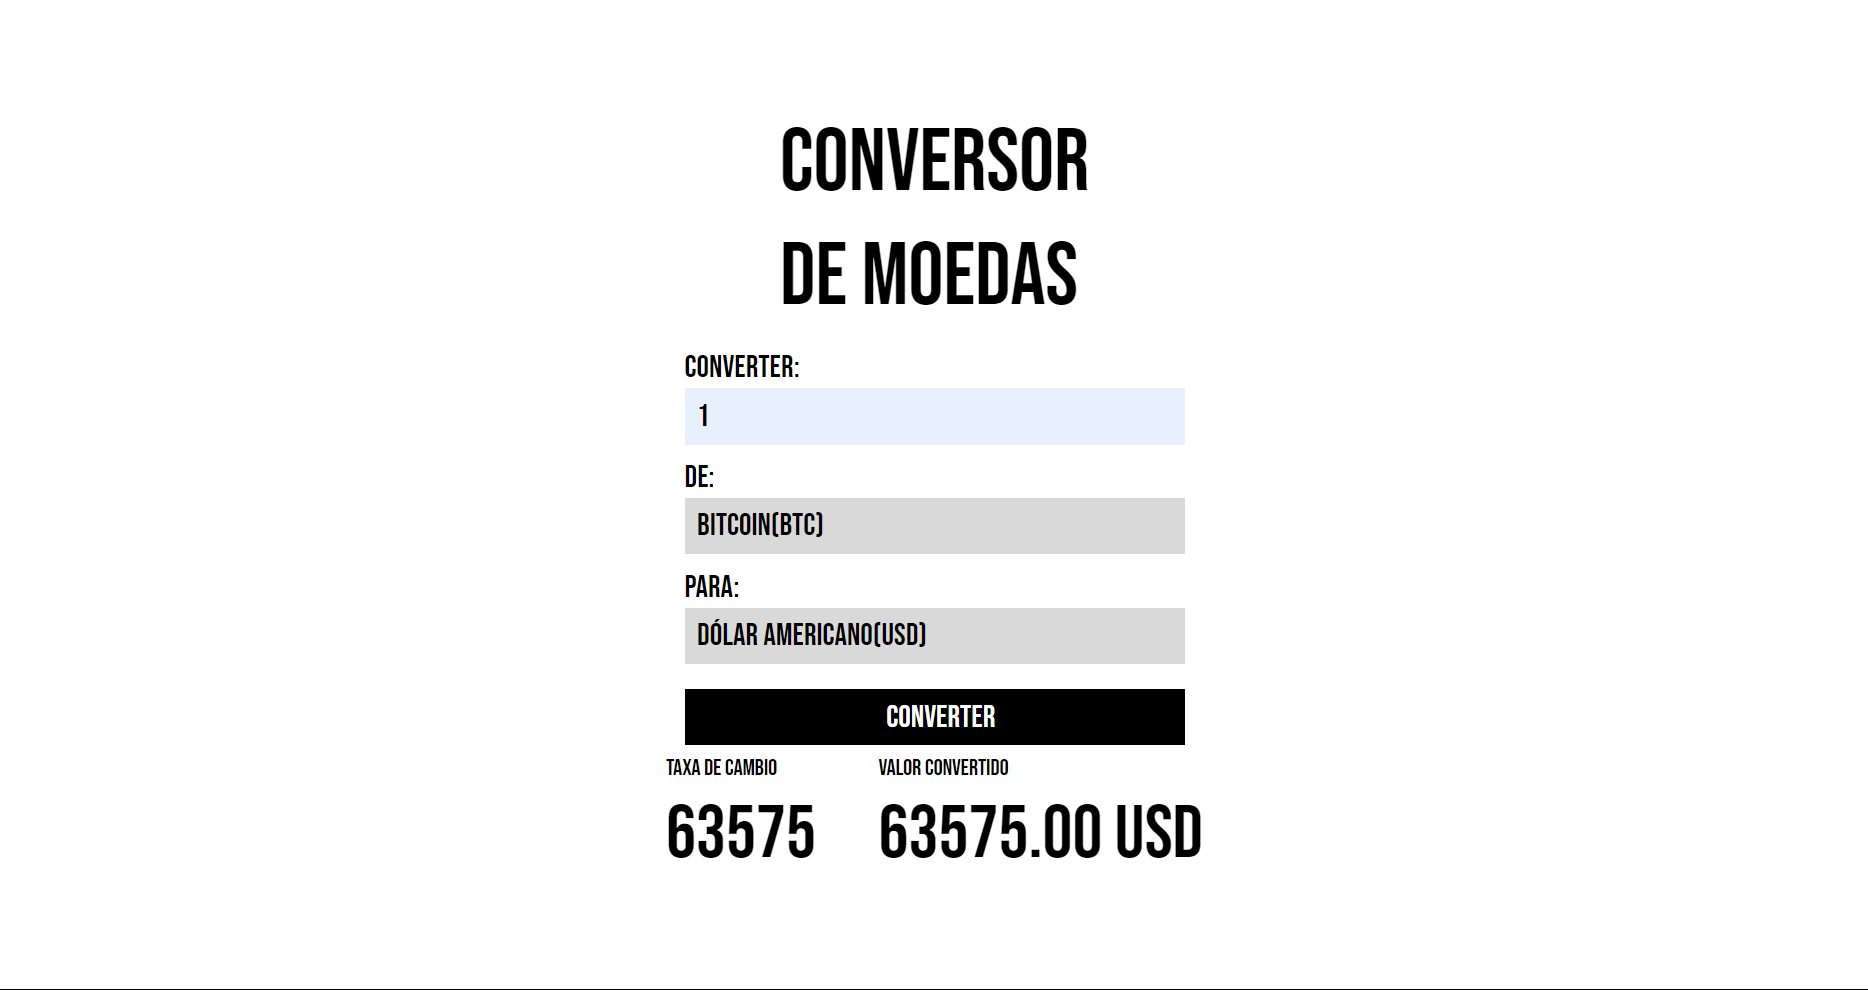 CONVERSOR
DE MOEDAS
CONVERTER:
1
DE:
BITCOIN(BTC)
PARA:
DÓLAR AMERICANO(USD)
CONVERTER
TAXA DE CAMBIO
VALOR CONVERTIDO
63575
63575.00 USD